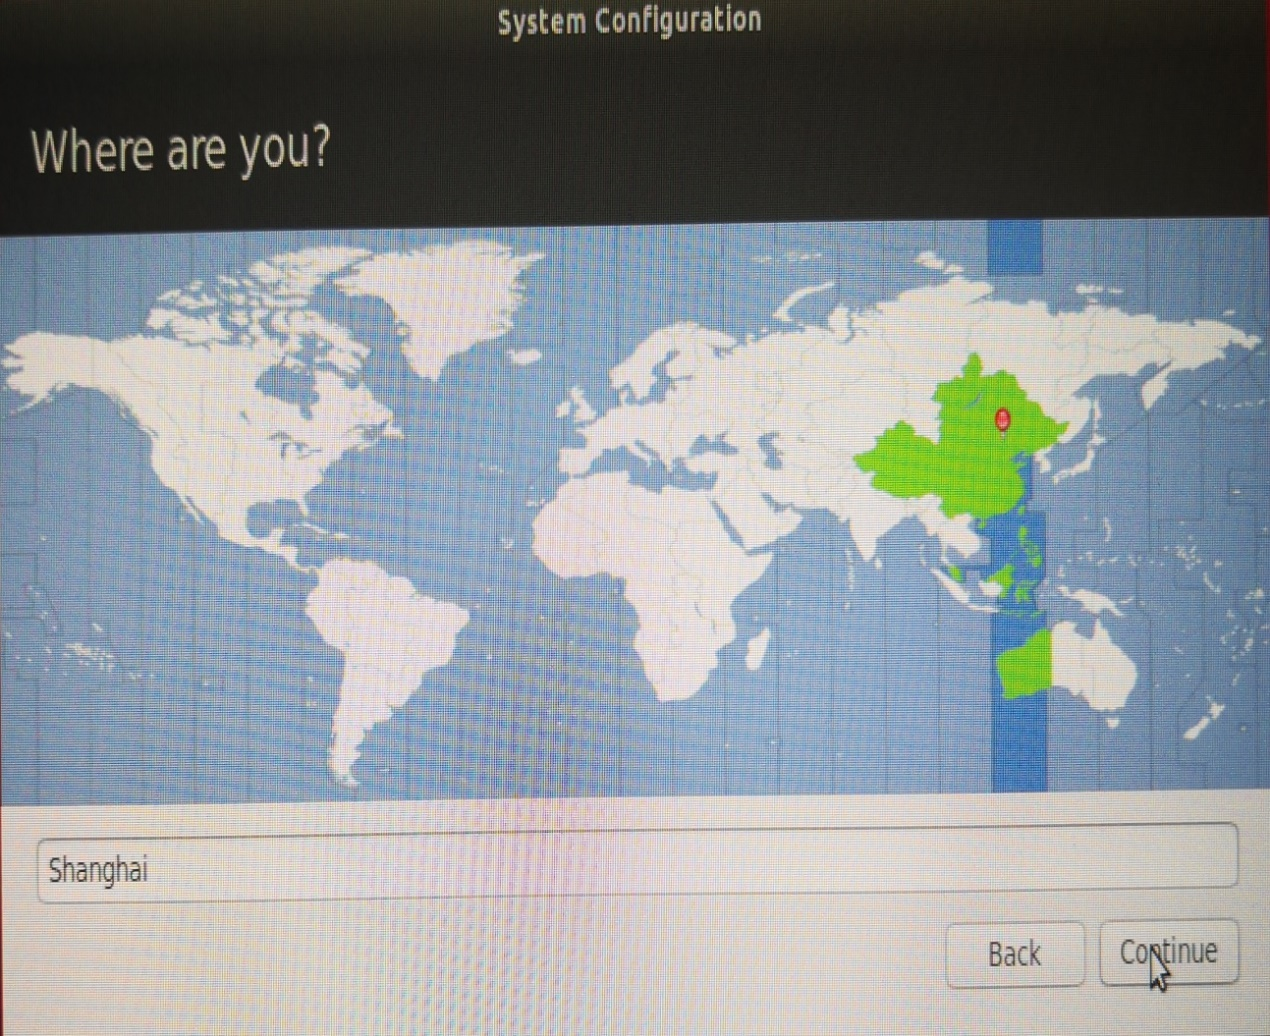 System Configuration
Where are you?
Shanghai
Back
Continue